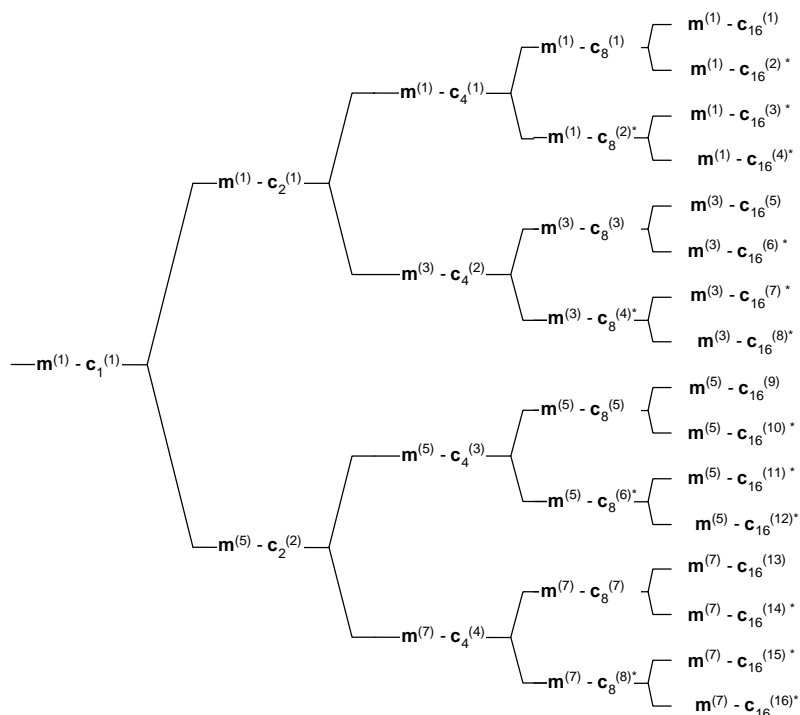 m(1) - c16(1)
m(1) - c8(1)
m(1) - c16(2) *
m(1) - c4(1)
m(1) - c16(3) *
m(1) - c8(2)*
m(1) - c16(4)*
m(1) - c2(1)
m(3) - c16(5)
m(3) - c8(3)
m(3) - c16(6) *
m(3) - c4(2)
m(3) - c16(7) *
m(3) - c8(4)*
m(3) - c16(8)*
m(1) - c1(1)
m(5) - c16(9)
m(5) - c8(5)
m(5) - c16(10) *
m(5) - c4(3)
m(5) - c16(11) *
m(5) - c8(6)*
m(5) - c16(12)*
m(5) - c2(2)
m(7) - c16(13)
m(7) - c8(7)
m(7) - c16(14) *
m(7) - c4(4)
m(7) - c16(15) *
m(7) - c8(8)*
m(7) - c16(16)*